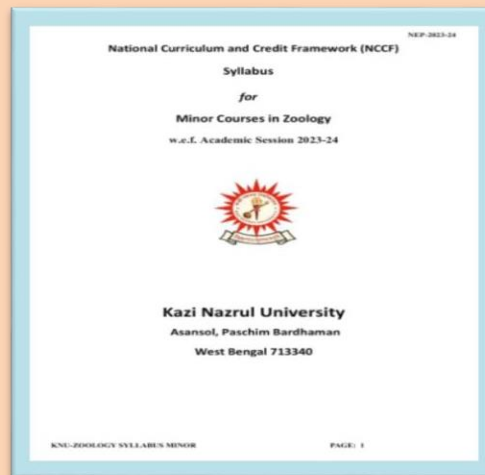 NEP-2023-24
National Curriculum and Credit Framework (NCCF)
Syllabus
for
Minor Courses in Zoology
w.e.f. Academic Session 2023-24
Kazi Nazrul University
Asansol, Paschim Bardhaman
West Bengal 713340
KNU-ZOOLOGY SYLLABUS MINOR PAGE: 1